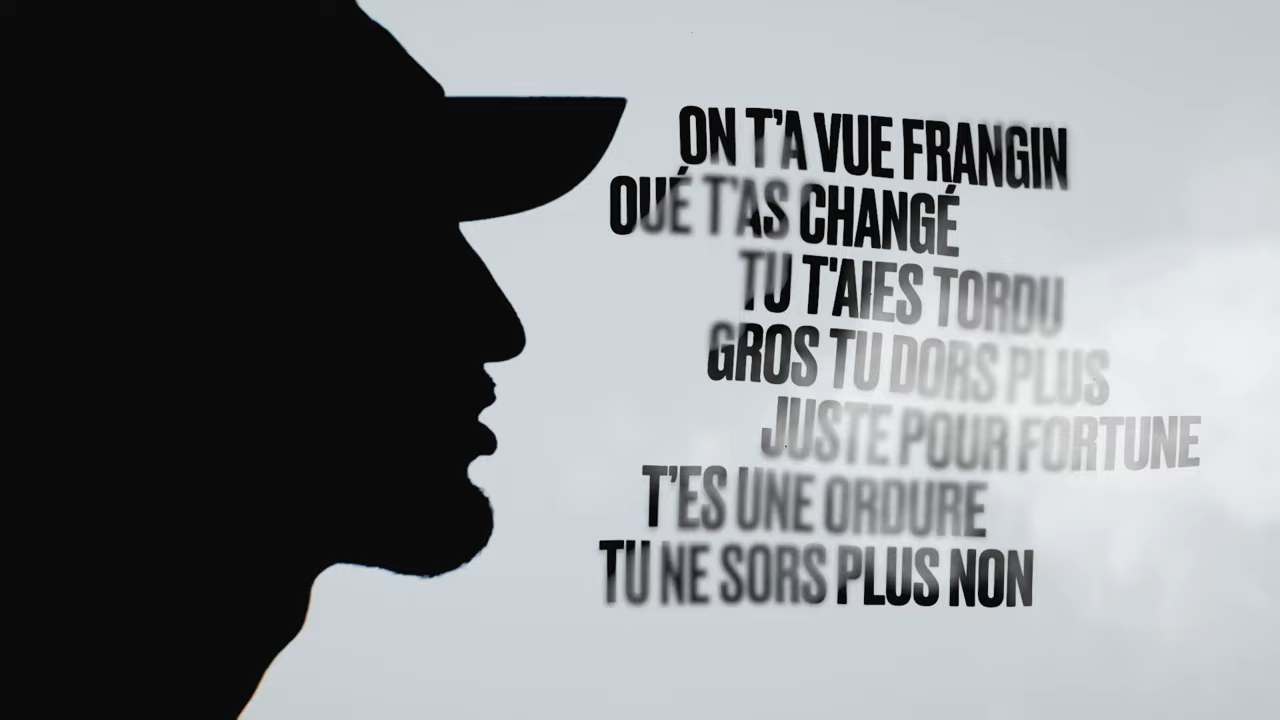 ON T'A VUE FRANGIN
OUÉ T'AS CHANGÉ
TU T'AIES TORDU
GROS TU DORS PLUS
JUSTE POUR FORTUNE
T'ES UNE ORDURE
TU NE SORS PLUS NON